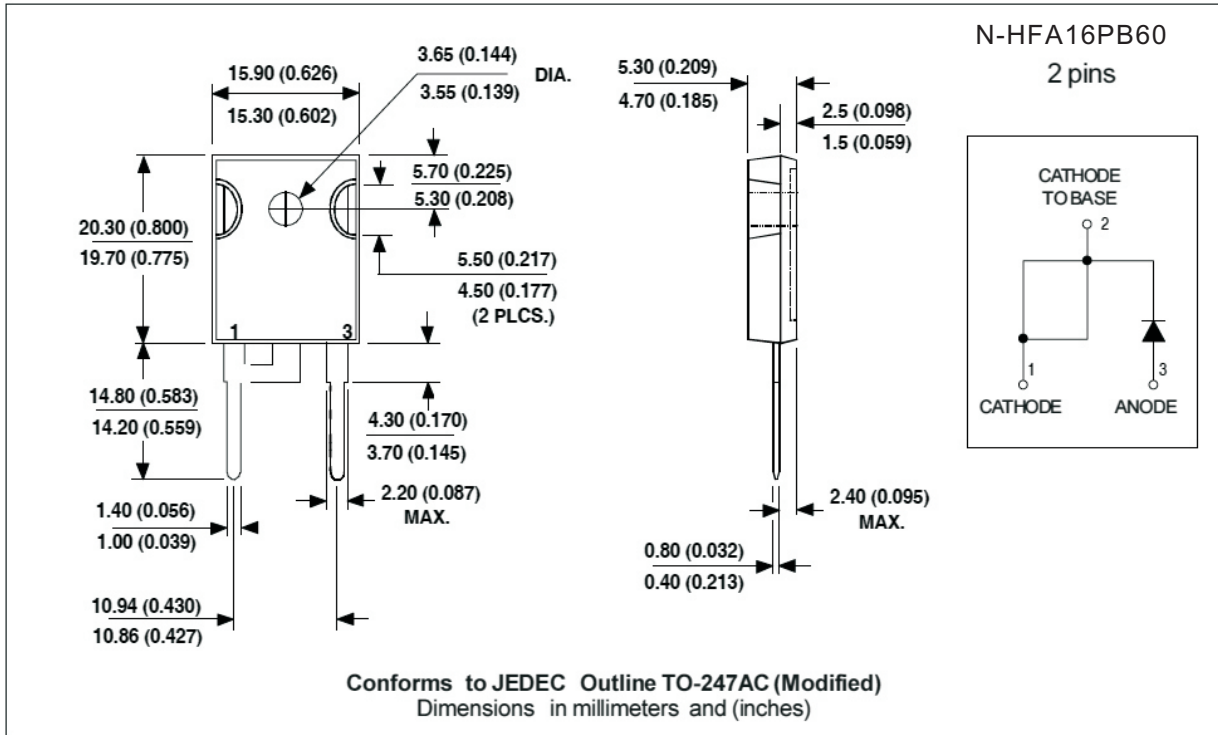 N-HFA16PB60
2 pins
15.90 (0.626)
15.30 (0.602)
3.65 (0.144)
3.55 (0.139)
DIA.
5.30 (0.209)
4.70 (0.185)
2.5 (0.098)
1.5 (0.059)
5.70 (0.225)
5.30 (0.208)
20.30 (0.800)
19.70 (0.775)
5.50 (0.217)
4.50 (0.177)
(2 PLCS.)
1
3
14.80 (0.583)
14.20 (0.559)
4.30 (0.170)
3.70 (0.145)
2.20 (0.087)
MAX.
1.40 (0.056)
1.00 (0.039)
10.94 (0.430)
10.86 (0.427)
2.40 (0.095)
MAX.
0.80 (0.032)
0.40 (0.213)
CATHODE
TO BASE
2
1
3
CATHODE
ANODE
Conforms to JEDEC Outline TO-247AC (Modified)
Dimensions in millimeters and (inches)